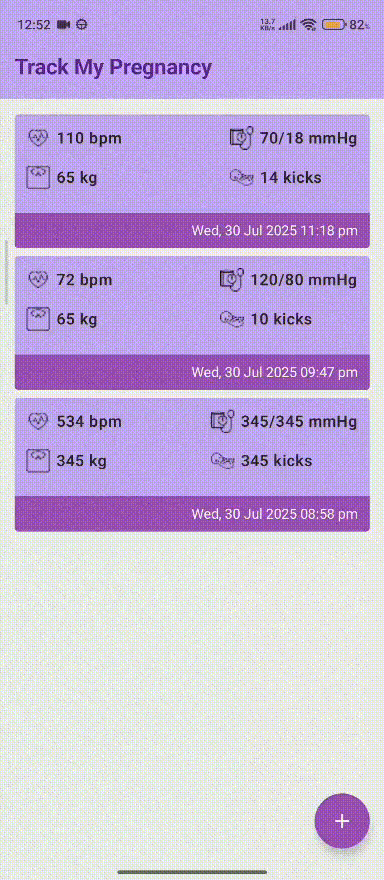 12:52 13.7 KB/s 82%
Track My Pregnancy
110 bpm 70/18 mmHg
65 kg 14 kicks
Wed, 30 Jul 2025 11:18 pm
72 bpm 120/80 mmHg
65 kg 10 kicks
Wed, 30 Jul 2025 09:47 pm
534 bpm 345/345 mmHg
345 kg 345 kicks
Wed, 30 Jul 2025 08:58 pm
+